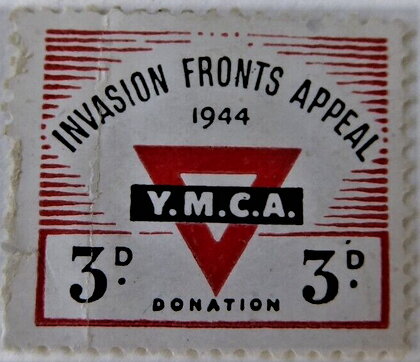 INVASION FRONTS APPEAL
1944
Y.M.C.A.
3D. 3D.
DONATION